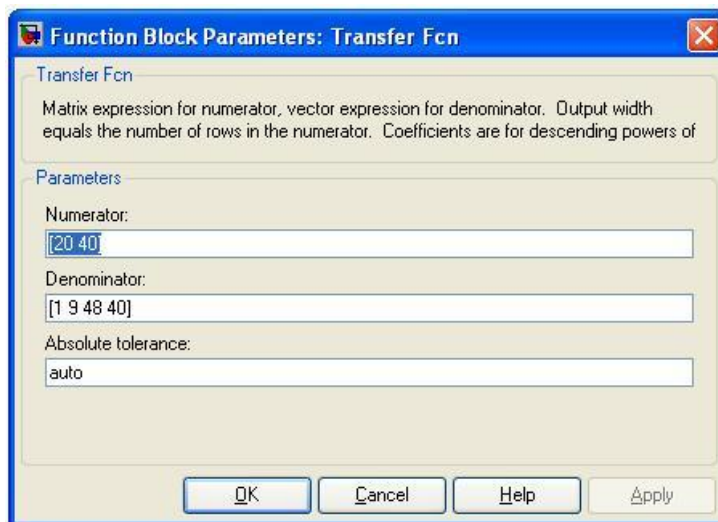 Function Block Parameters: Transfer Fcn
Transfer Fcn
Matrix expression for numerator, vector expression for denominator. Output width
equals the number of rows in the numerator. Coefficients are for descending powers of
Parameters
Numerator:
[20 40]
Denominator:
[1 9 48 40]
Absolute tolerance:
auto
OK Cancel Help Apply